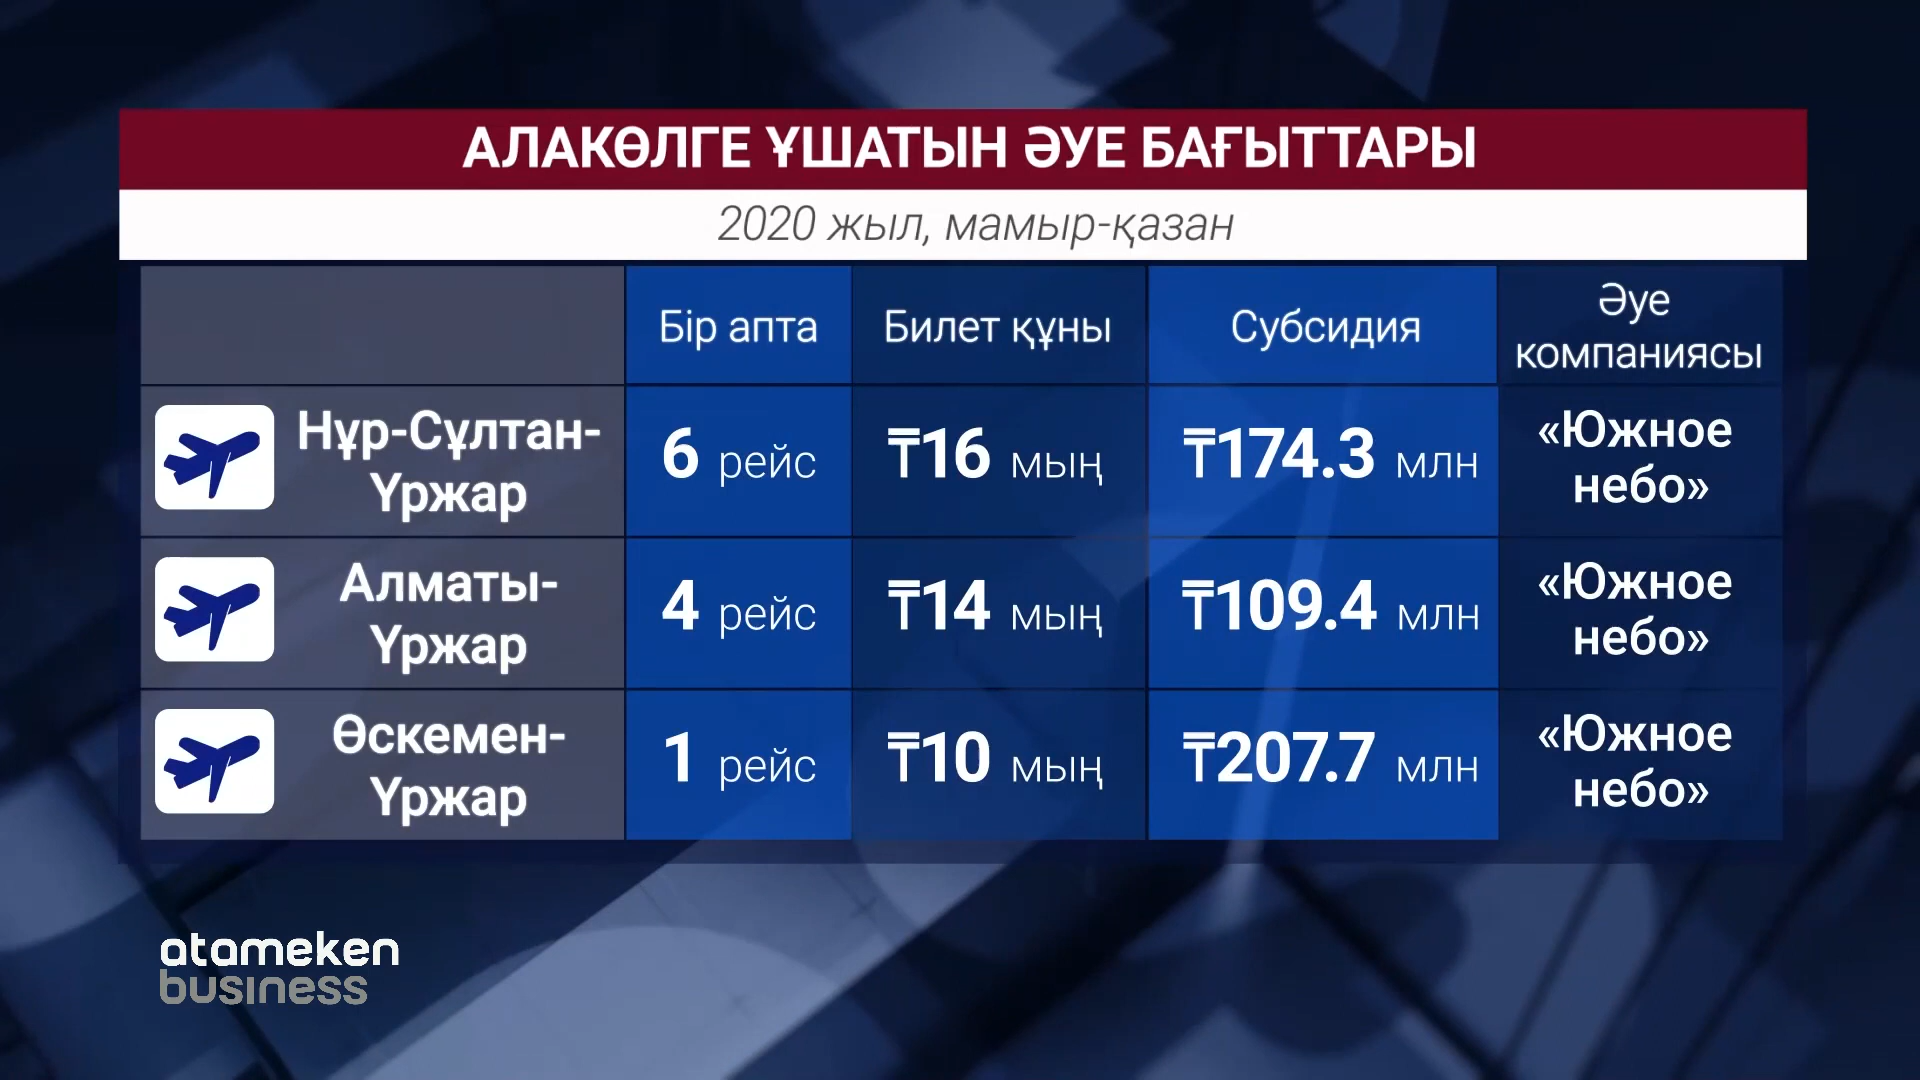 АЛАКӨЛГЕ ҰШАТЫН ӘУЕ БАҒЫТТАРЫ
2020 жыл, мамыр-қазан
Бір апта
Билет құны
Субсидия
Әуе
компаниясы
Нұр-Сұлтан-
Үржар
6 рейс
₸16 мың
₸174.3 млн
«Южное
небо»
Алматы-
Үржар
4 рейс
₸14 мың
₸109.4 млн
«Южное
небо»
Өскемен-
Үржар
1 рейс
₸10 мың
₸207.7 млн
«Южное
небо»
atameken
business